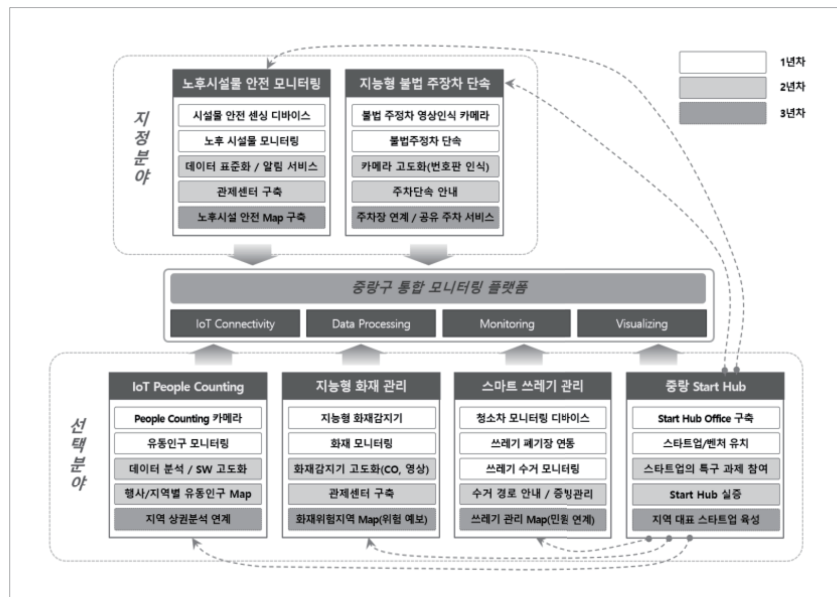 1년차
2년차
3년차
지정분야
노후시설물 안전 모니터링
시설물 안전 센싱 디바이스
노후 시설물 모니터링
데이터 표준화 / 알림 서비스
관제센터 구축
노후시설 안전 Map 구축
지능형 불법 주장차 단속
불법 주정차 영상인식 카메라
불법주정차 단속
카메라 고도화(번호판 인식)
주차단속 안내
주차장 연계 / 공유 주차 서비스
중랑구 통합 모니터링 플랫폼
IoT Connectivity
Data Processing
Monitoring
Visualizing
선택분야
IoT People Counting
People Counting 카메라
유동인구 모니터링
데이터 분석 / SW 고도화
행사/지역별 유동인구 Map
지역 상권분석 연계
지능형 화재 관리
지능형 화재감지기
화재 모니터링
화재감지기 고도화(CO, 영상)
관제센터 구축
화재위험지역 Map(위험 예보)
스마트 쓰레기 관리
청소차 모니터링 디바이스
쓰레기 폐기장 연동
쓰레기 수거 모니터링
수거 경로 안내 / 증빙관리
쓰레기 관리 Map(민원 연계)
중랑 Start Hub
Start Hub Office 구축
스타트업/벤처 유치
스타트업의 특구 과제 참여
Start Hub 실증
지역 대표 스타트업 육성